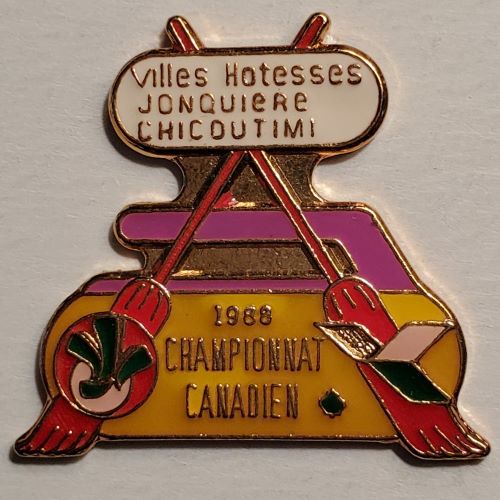 Villes Hotesses
JONQUIERE
CHICOUTIMI
1988
CHAMPIONNAT
CANADIEN